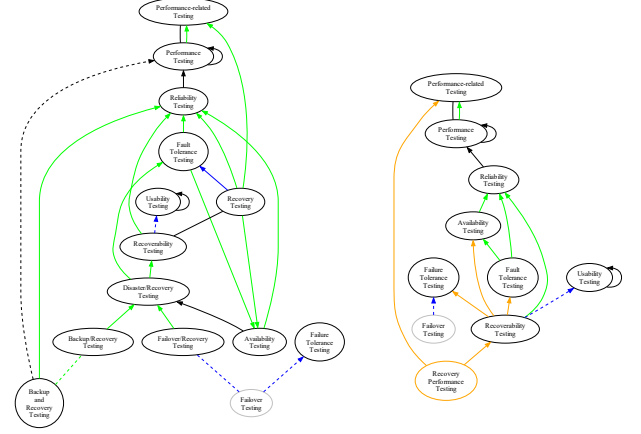 Performance-related
Testing
Performance
Testing
Reliability
Testing
Fault
Tolerance
Testing
Usability
Testing
Recovery
Testing
Recoverability
Testing
Disaster/Recovery
Testing
Backup/Recovery
Testing
Failover/Recovery
Testing
Availability
Testing
Failure
Tolerance
Testing
Backup
and
Recovery
Testing
Failover
Testing
Performance-related
Testing
Performance
Testing
Reliability
Testing
Availability
Testing
Failure
Tolerance
Testing
Fault
Tolerance
Testing
Usability
Testing
Failover
Testing
Recoverability
Testing
Recovery
Performance
Testing